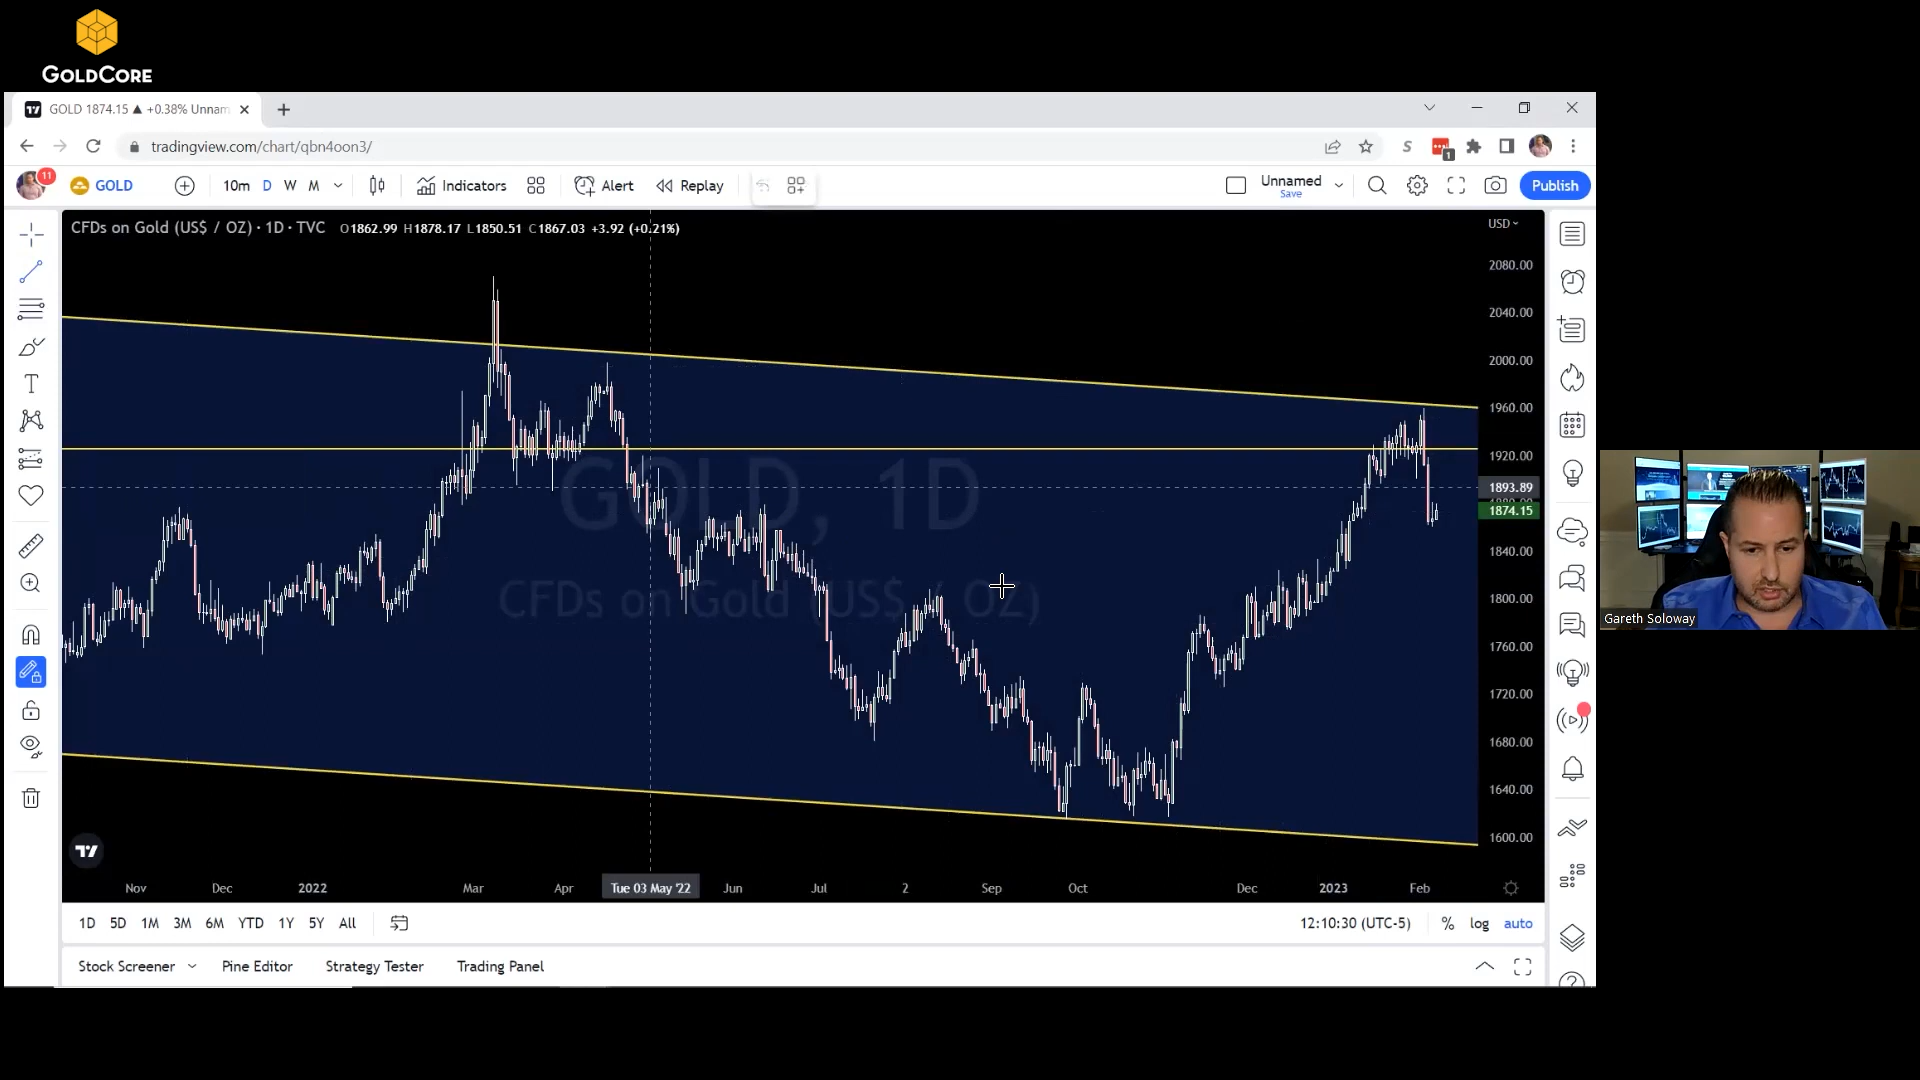 GOLDCORE
GOLD 1874.15 ▲ +0.38% Unnam
tradingview.com/chart/qbn4oon3/
1
11
GOLD 10m D W M Indicators Alert Replay Unnamed Publish
Save
CFDs on Gold (US$ / OZ) · 1D · TVC O1862.99 H1878.17 L1850.51 C1867.03 +3.92 (+0.21%)
USD
2080.00
2040.00
2000.00
1960.00
1920.00
1893.89
1874.15
1840.00
1800.00
1760.00
1720.00
1680.00
1640.00
1600.00
GOLD, 1D
CFDs on Gold (US$ / OZ)
Gareth Soloway
Nov Dec 2022 Mar Apr Tue 03 May '22 Jun Jul 2 Sep Oct Dec 2023 Feb
1D 5D 1M 3M 6M YTD 1Y 5Y All 12:10:30 (UTC-5) % log auto
Stock Screener Pine Editor Strategy Tester Trading Panel